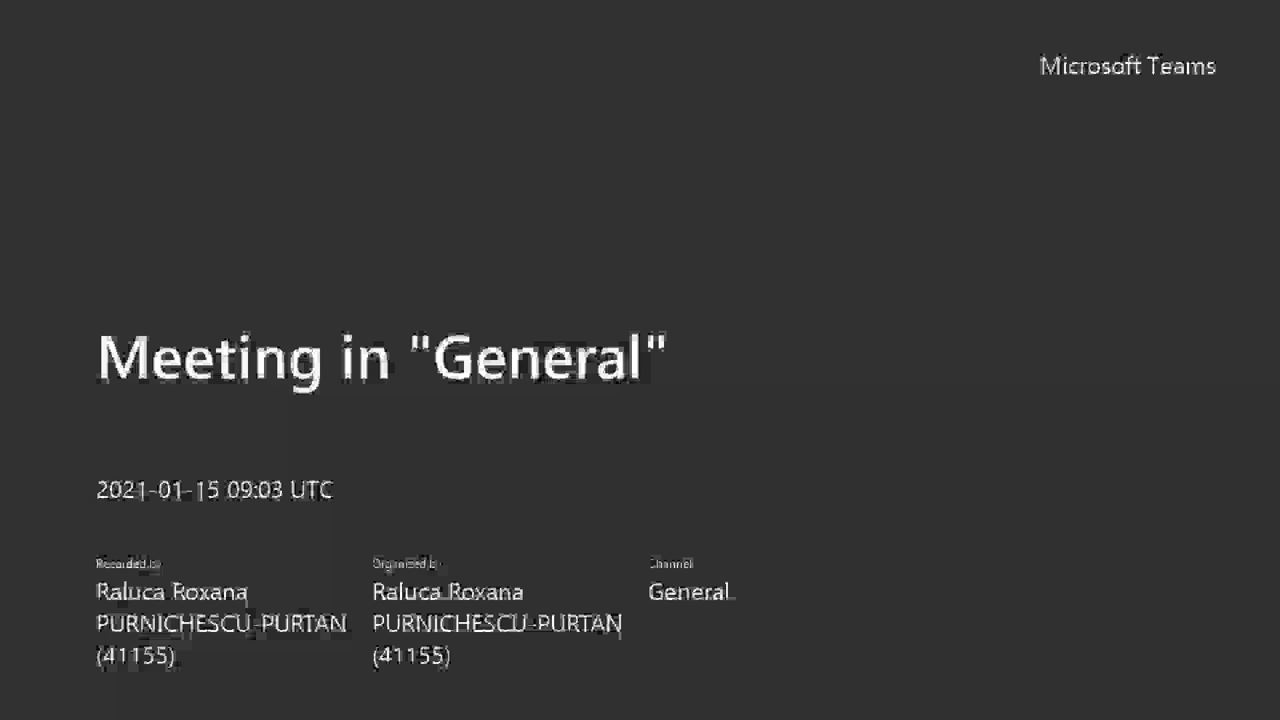 Microsoft Teams
Meeting in "General"
2021-01-15 09:03 UTC
Recorded by
Organized by
Channel
Raluca Roxana
Raluca Roxana
General
PURNICHESCU-PURTAN
PURNICHESCU-PURTAN
(41155)
(41155)